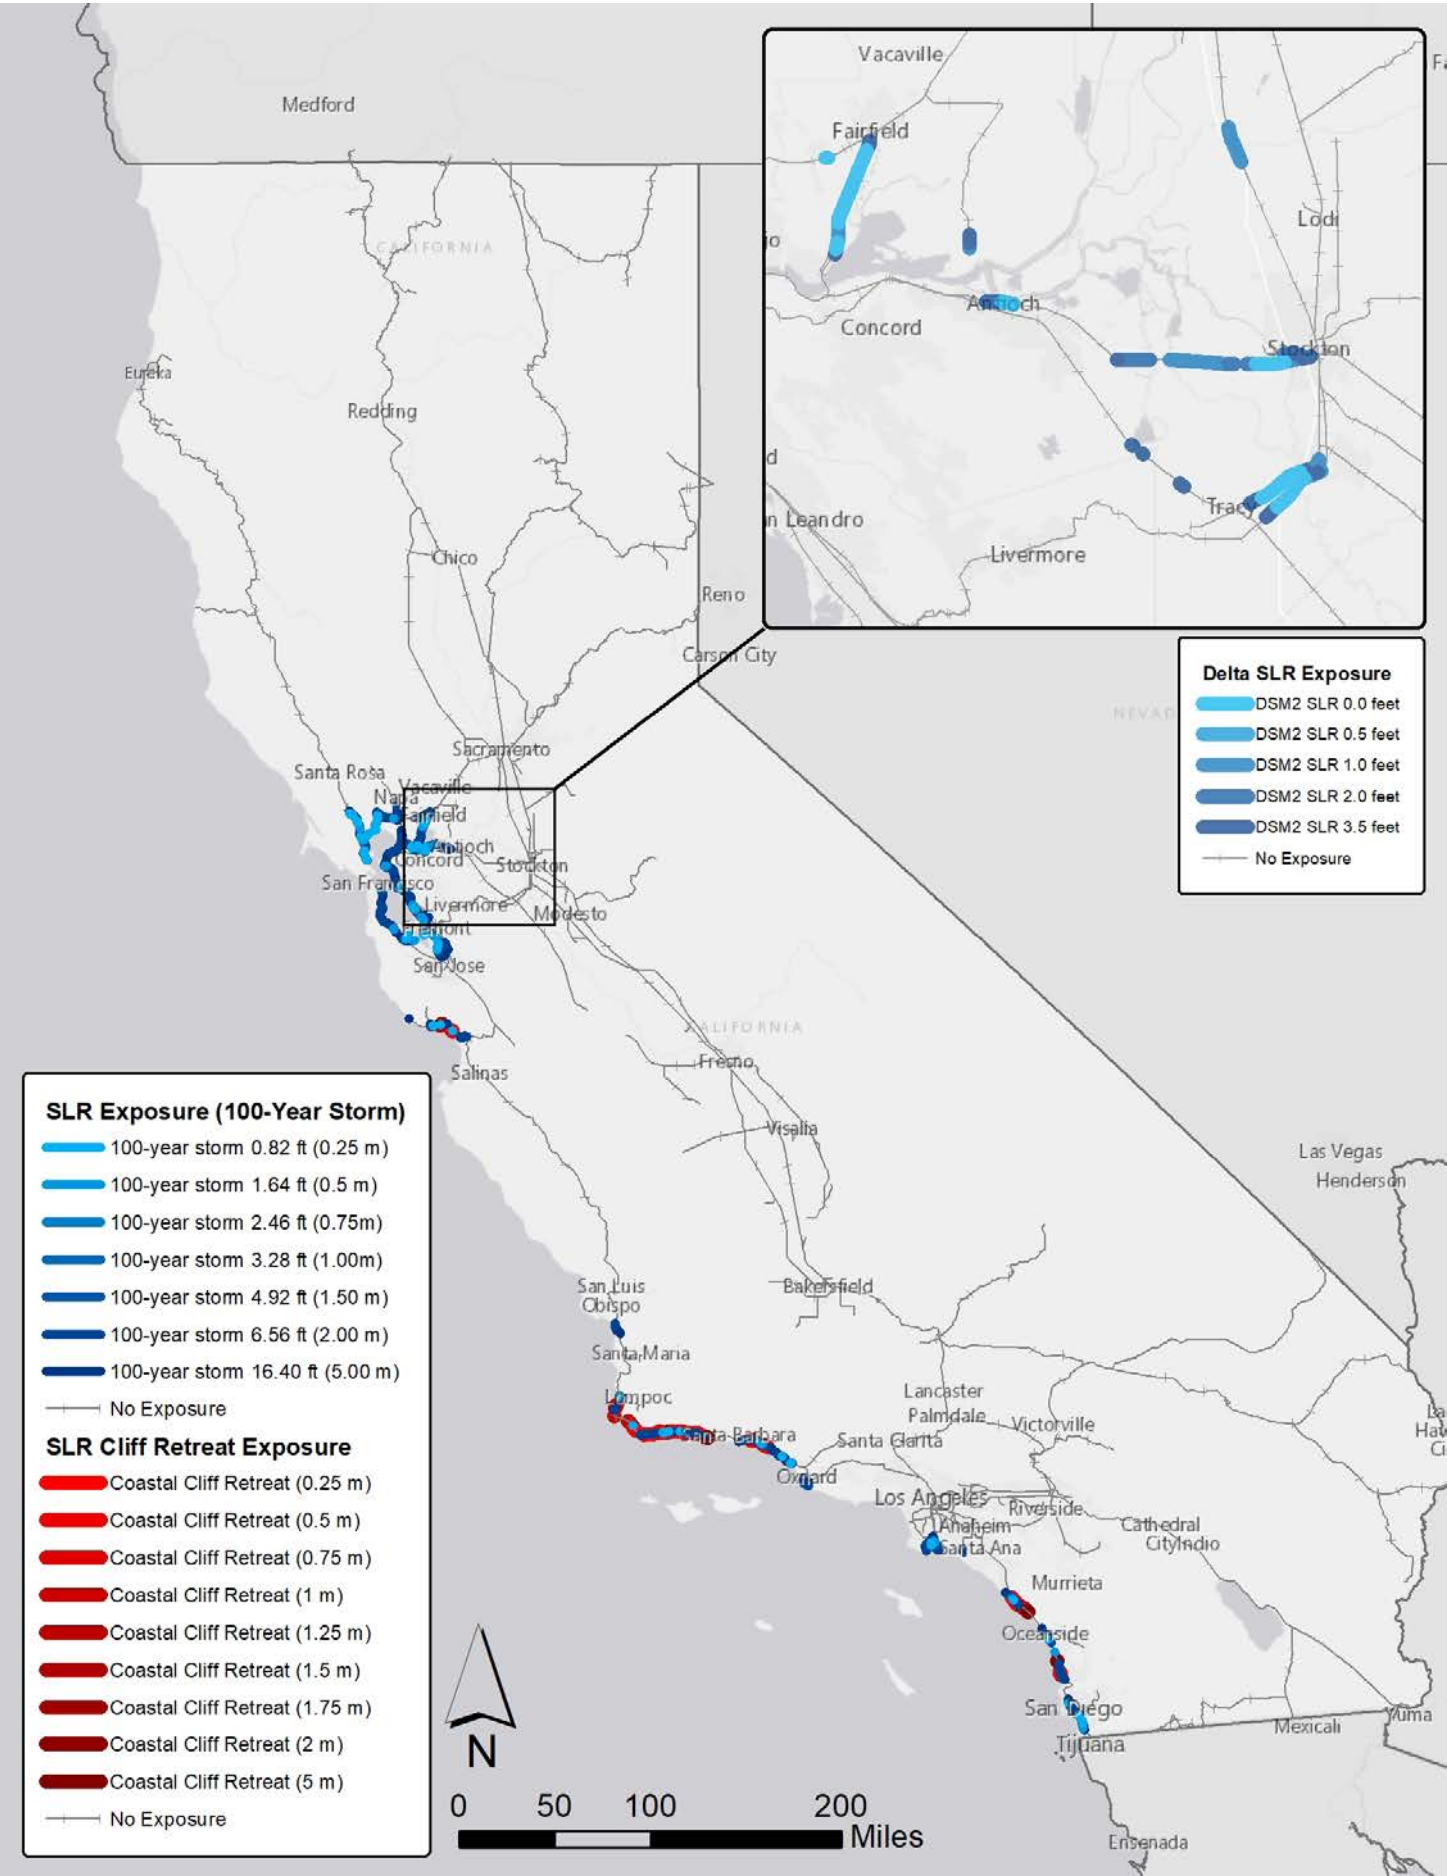 Medford
CALIFORNIA
Eureka
Redding
Chico
Reno
Carson City
NEVAD
Sacramento
Santa Rosa
Vacaville
Napa
Fairfield
Antioch
Concord
Stockton
San Francisco
Livermore
Modesto
Fremont
San Jose
CALIFORNIA
Salinas
Fresno
Visalia
Las Vegas
Henderson
San Luis
Obispo
Bakersfield
Santa Maria
Lompoc
Lancaster
Palmdale
Victorville
Santa Barbara
Santa Clarita
Oxnard
Los Angeles
Riverside
Anaheim
Cathedral
City
Indio
Santa Ana
Murrieta
Oceanside
San Diego
Mexicali
Yuma
Tijuana
Ensenada
La
Hav
Ci
Fa
Vacaville
Fairfield
Lodi
jo
Antioch
Concord
Stockton
d
Tracy
n Leandro
Livermore
Delta SLR Exposure
DSM2 SLR 0.0 feet
DSM2 SLR 0.5 feet
DSM2 SLR 1.0 feet
DSM2 SLR 2.0 feet
DSM2 SLR 3.5 feet
No Exposure
SLR Exposure (100-Year Storm)
100-year storm 0.82 ft (0.25 m)
100-year storm 1.64 ft (0.5 m)
100-year storm 2.46 ft (0.75m)
100-year storm 3.28 ft (1.00m)
100-year storm 4.92 ft (1.50 m)
100-year storm 6.56 ft (2.00 m)
100-year storm 16.40 ft (5.00 m)
No Exposure
SLR Cliff Retreat Exposure
Coastal Cliff Retreat (0.25 m)
Coastal Cliff Retreat (0.5 m)
Coastal Cliff Retreat (0.75 m)
Coastal Cliff Retreat (1 m)
Coastal Cliff Retreat (1.25 m)
Coastal Cliff Retreat (1.5 m)
Coastal Cliff Retreat (1.75 m)
Coastal Cliff Retreat (2 m)
Coastal Cliff Retreat (5 m)
No Exposure
N
0 50 100 200
Miles